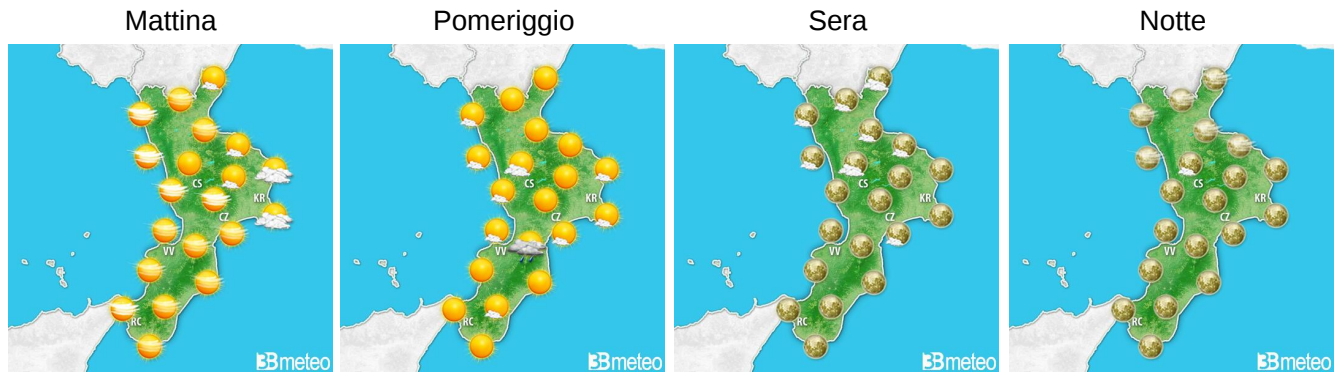 Mattina
Pomeriggio
Sera
Notte
CS
KR
CZ
VV
RC
3Bmeteo
CS
KR
CZ
VV
RC
3Bmeteo
CS
KR
CZ
VV
RC
3Bmeteo
CS
KR
CZ
VV
RC
3Bmeteo